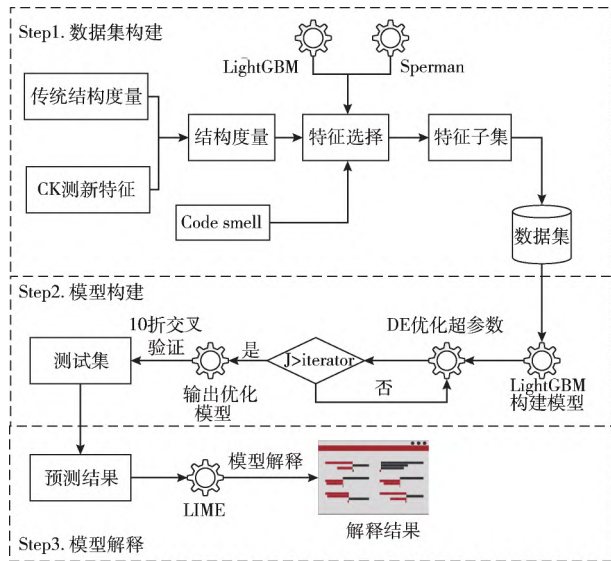 Step1. 数据集构建
LightGBM
Sperman
传统结构度量
结构度量
特征选择
特征子集
CK测新特征
Code smell
数据集
Step2. 模型构建
10折交叉
验证
DE优化超参数
测试集
是
J>iterator
否
输出优化
模型
LightGBM
构建模型
预测结果
模型解释
LIME
解释结果
Step3. 模型解释